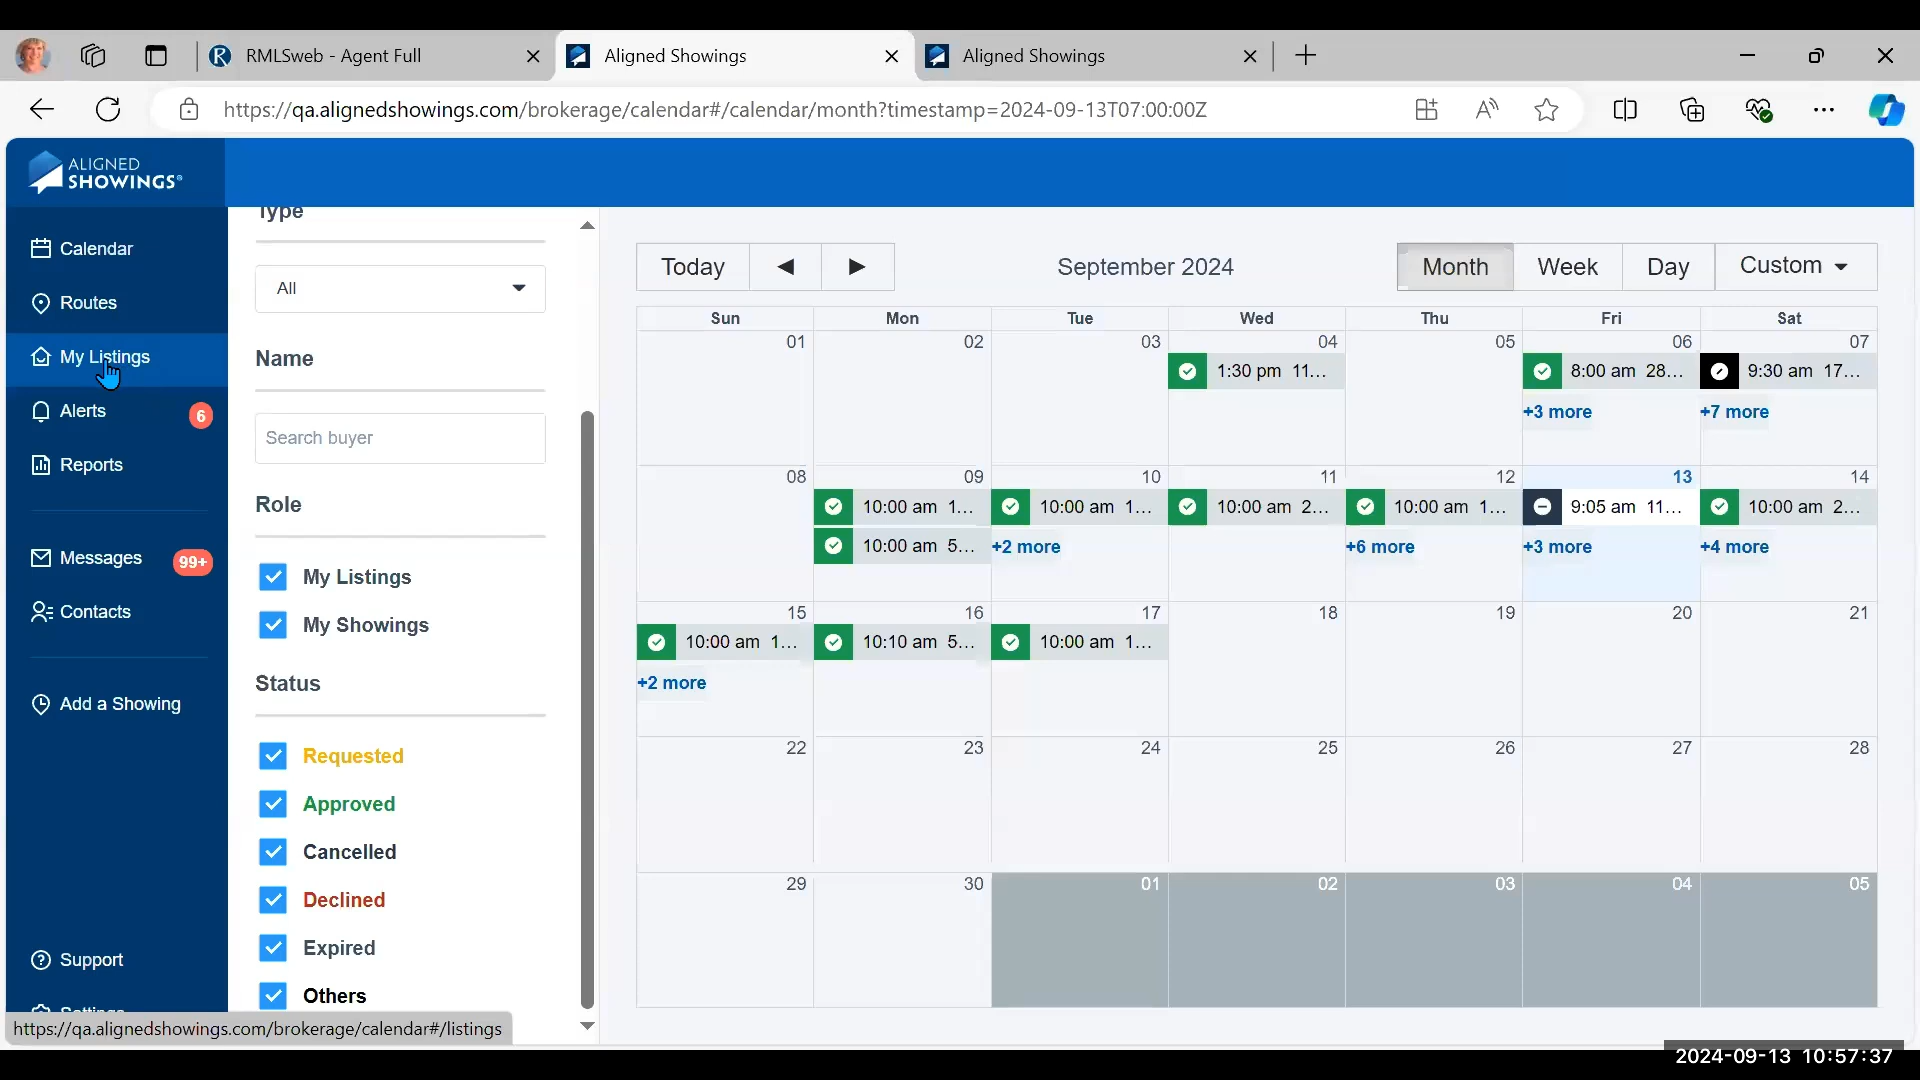 RMLSweb - Agent Full
Aligned Showings
Aligned Showings
https://qa.alignedshowings.com/brokerage/calendar#/calendar/month?timestamp=2024-09-13T07:00:00Z
ALIGNED
SHOWINGS®
Calendar
Routes
My Listings
Alerts
6
Reports
Messages
99+
Contacts
Add a Showing
Support
Settings
https://qa.alignedshowings.com/brokerage/calendar#/listings
Type
All
Name
Search buyer
Role
My Listings
My Showings
Status
Requested
Approved
Cancelled
Declined
Expired
Others
Today
September 2024
Month Week Day Custom
Sun Mon Tue Wed Thu Fri Sat
01 02 03 04 05 06 07
1:30 pm 11...
8:00 am 28...
9:30 am 17...
+3 more
+7 more
08 09 10 11 12 13 14
10:00 am 1...
10:00 am 1...
10:00 am 2...
10:00 am 1...
9:05 am 11...
10:00 am 2...
10:00 am 5...
+2 more
+6 more
+3 more
+4 more
15 16 17 18 19 20 21
10:00 am 1...
10:10 am 5...
10:00 am 1...
+2 more
22 23 24 25 26 27 28
29 30 01 02 03 04 05
2024-09-13 10:57:37